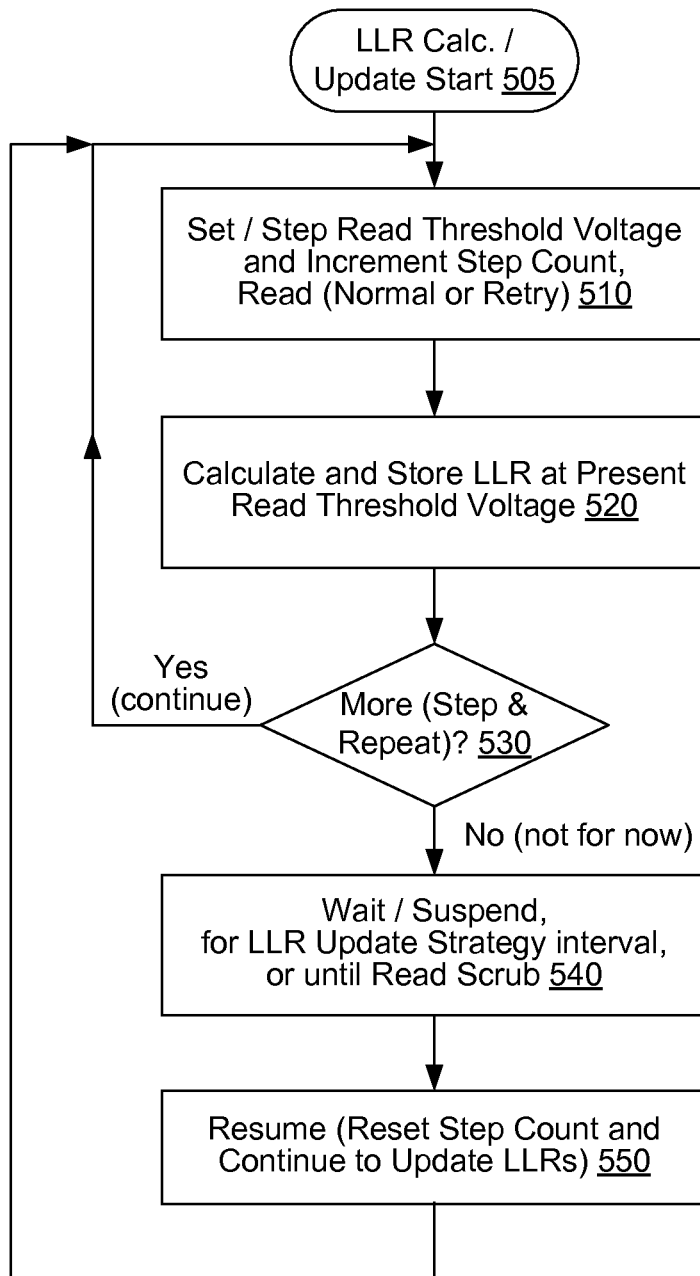 LLR Calc. /
Update Start 505
Set / Step Read Threshold Voltage
and Increment Step Count,
Read (Normal or Retry) 510
Calculate and Store LLR at Present
Read Threshold Voltage 520
Yes
(continue)
More (Step &
Repeat)? 530
No (not for now)
Wait / Suspend,
for LLR Update Strategy interval,
or until Read Scrub 540
Resume (Reset Step Count and
Continue to Update LLRs) 550